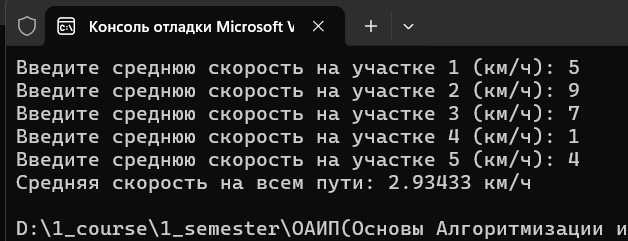 Консоль отладки Microsoft V
Введите среднюю скорость на участке 1 (км/ч): 5
Введите среднюю скорость на участке 2 (км/ч): 9
Введите среднюю скорость на участке 3 (км/ч): 7
Введите среднюю скорость на участке 4 (км/ч): 1
Введите среднюю скорость на участке 5 (км/ч): 4
Средняя скорость на всем пути: 2.93433 км/ч
D:\1_course\1_semester\ОАИП(Основы Алгоритмизации и